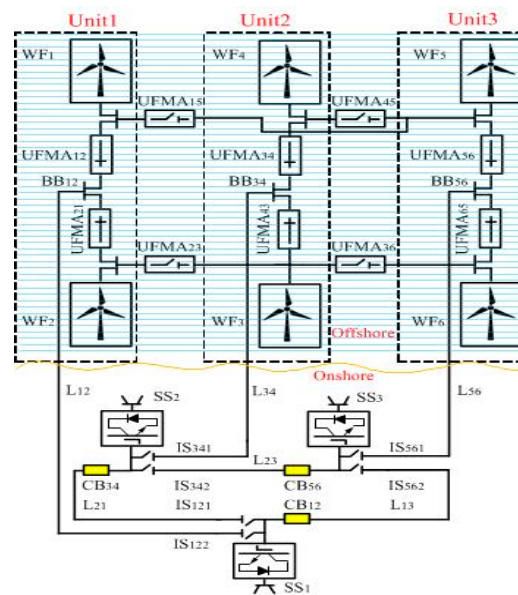 Unit1 Unit2 Unit3
WF1 WF4 WF5
UFMA15 UFMA45
UFMA12 UFMA34 UFMA56
BB12 BB34 BB56
UFMA21 UFMA43 UFMA65
UFMA23 UFMA36
WF2 WF3 WF6
Offshore
Onshore
L12 L34 L56
SS2 SS3
IS341 L23 IS561
CB34 IS342 CB56 IS562
L21 IS121 CB12 L13
IS122
SS1